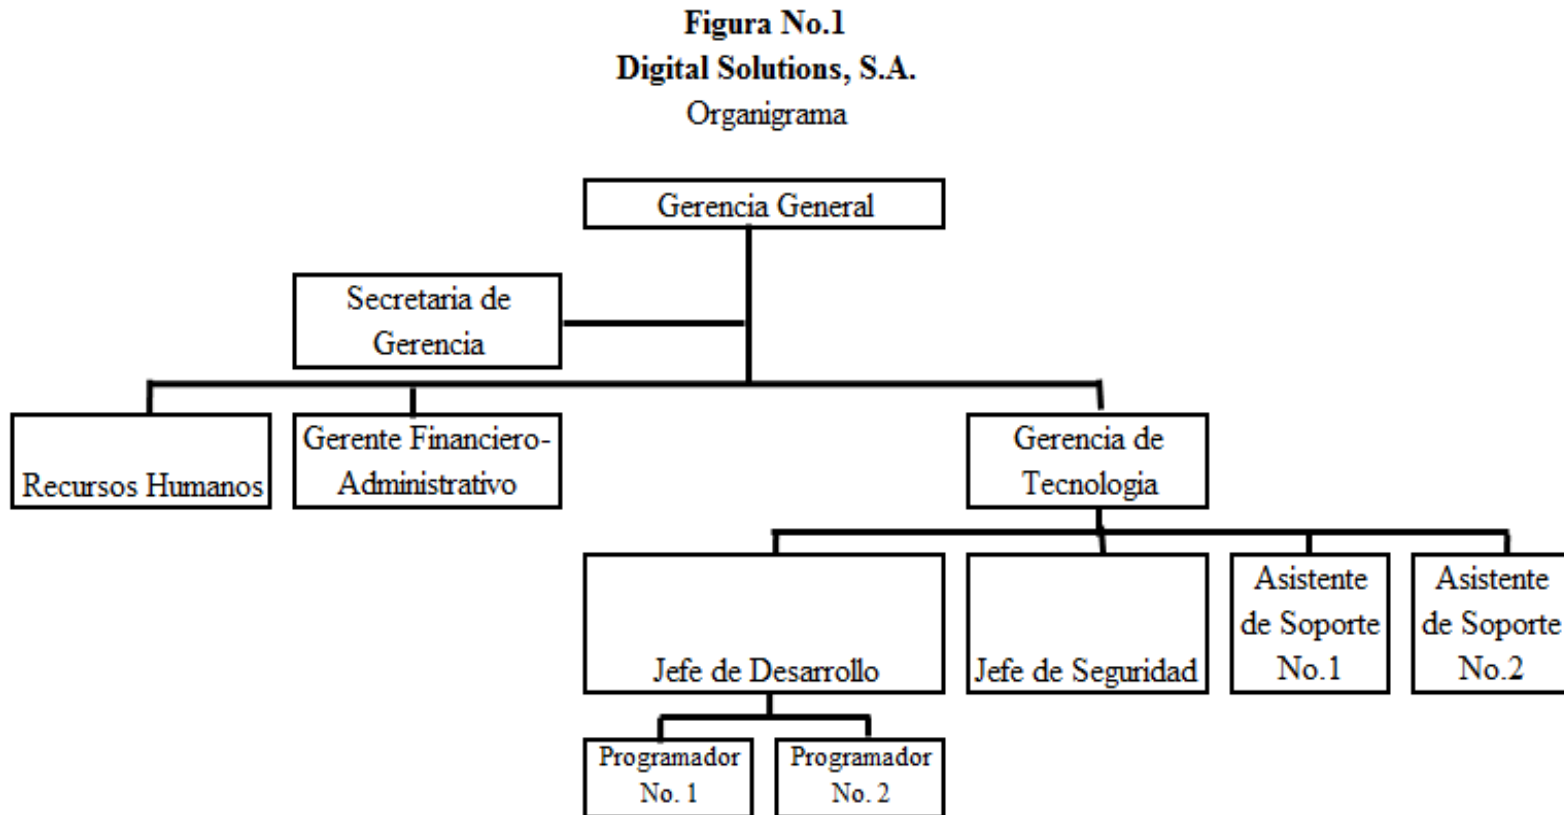 Figura No.1
Digital Solutions, S.A.
Organigrama
Gerencia General
Secretaria de
Gerencia
Recursos Humanos
Gerente Financiero-
Administrativo
Gerencia de
Tecnologia
Jefe de Desarrollo
Jefe de Seguridad
Asistente
de Soporte
No.1
Asistente
de Soporte
No.2
Programador
No. 1
Programador
No. 2